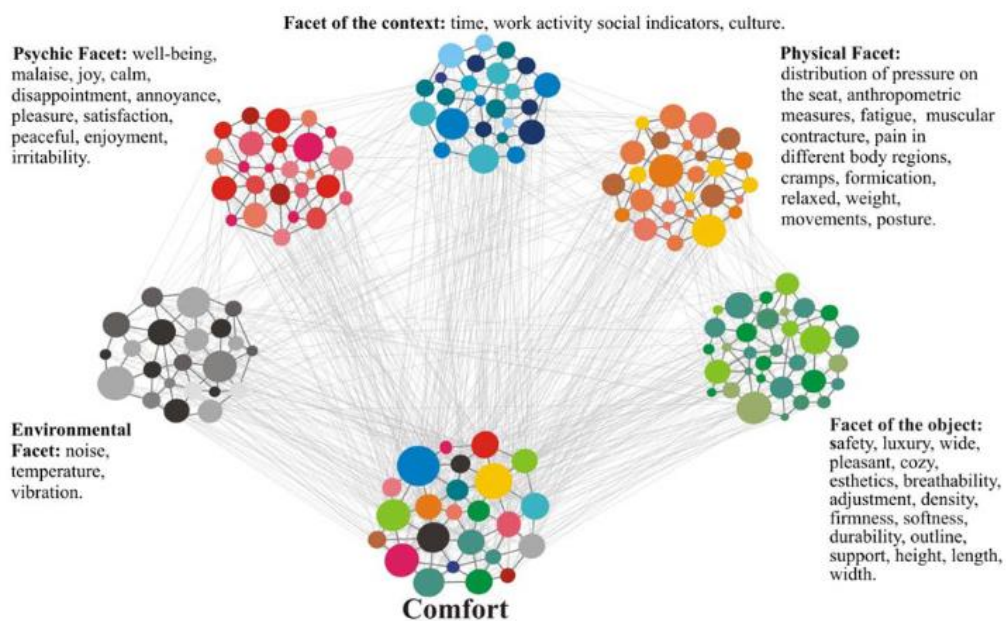 Facet of the context: time, work activity social indicators, culture.
Psychic Facet: well-being,
malaise, joy, calm,
disappointment, annoyance,
pleasure, satisfaction,
peaceful, enjoyment,
irritability.
Physical Facet:
distribution of pressure on
the seat, anthropometric
measures, fatigue, muscular
contracture, pain in
different body regions,
cramps, formication,
relaxed, weight,
movements, posture.
Environmental
Facet: noise,
temperature,
vibration.
Facet of the object:
safety, luxury, wide,
pleasant, cozy,
esthetics, breathability,
adjustment, density,
firmness, softness,
durability, outline,
support, height, length,
width.
Comfort